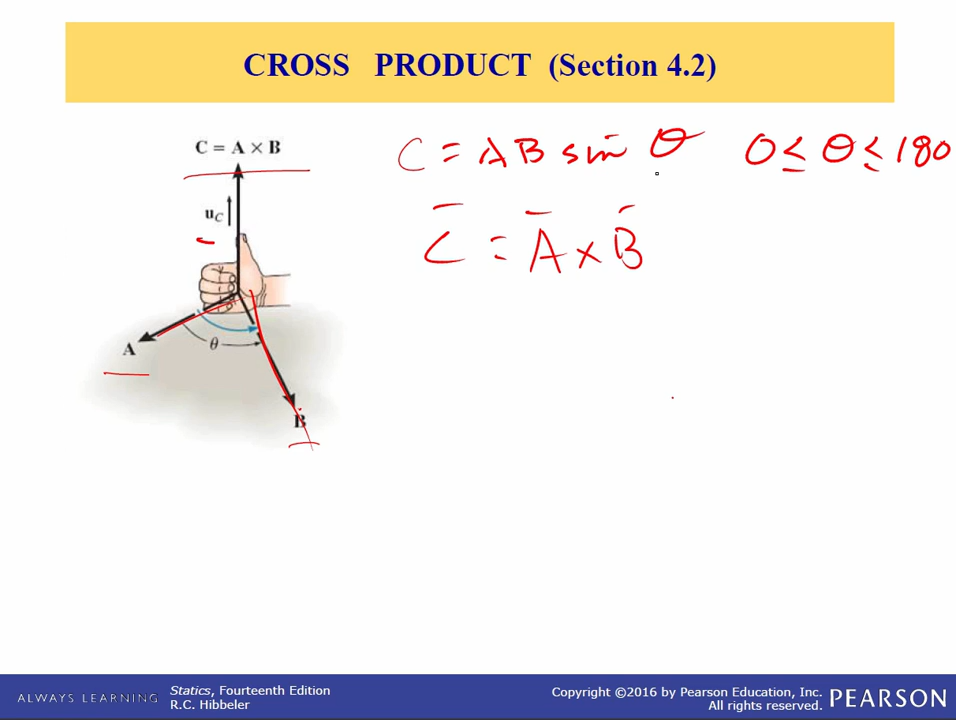 CROSS PRODUCT (Section 4.2)
C = A × B
C = AB sin θ 0 ≤ θ ≤ 180
u_C
C̄ = Ā × B̄
θ
A
B
ALWAYS LEARNING
Statics, Fourteenth Edition
R.C. Hibbeler
Copyright ©2016 by Pearson Education, Inc.
All rights reserved.
PEARSON